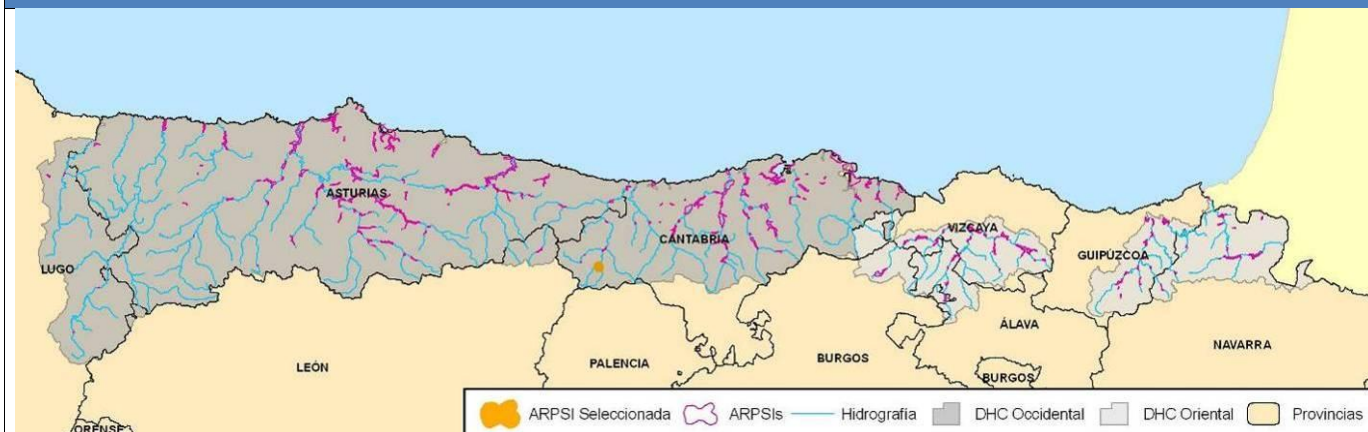 ASTURIAS
LUGO
CANTABRIA
VIZCAYA
GUIPÚZCOA
ÁLAVA
NAVARRA
LEÓN
PALENCIA
BURGOS
BURGOS
ORENSE
ARPSI Seleccionada ARPSIs Hidrografía DHC Occidental DHC Oriental Provincias